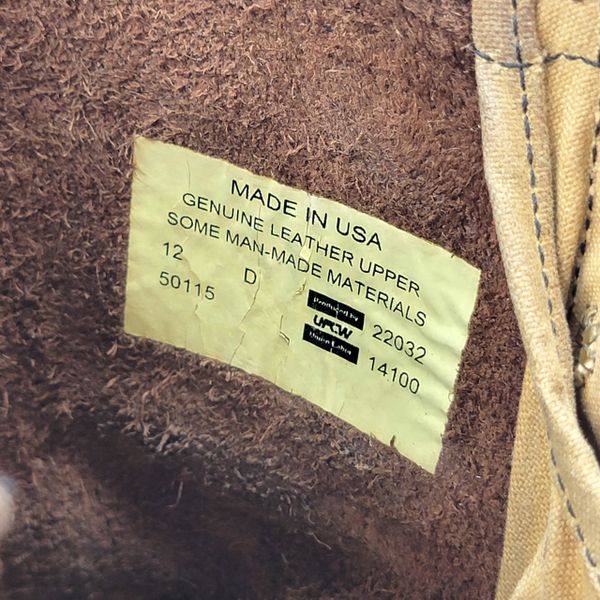 MADE IN USA
GENUINE LEATHER UPPER
SOME MAN-MADE MATERIALS
12 D
50115
Produced by
UFCW
Union Labor
22032
14100